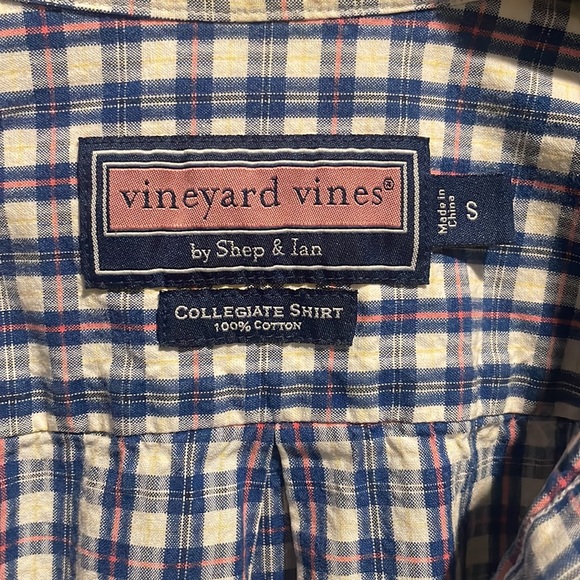 vineyard vines®
by Shep & Ian
Made in
China
S
COLLEGIATE SHIRT
100% COTTON